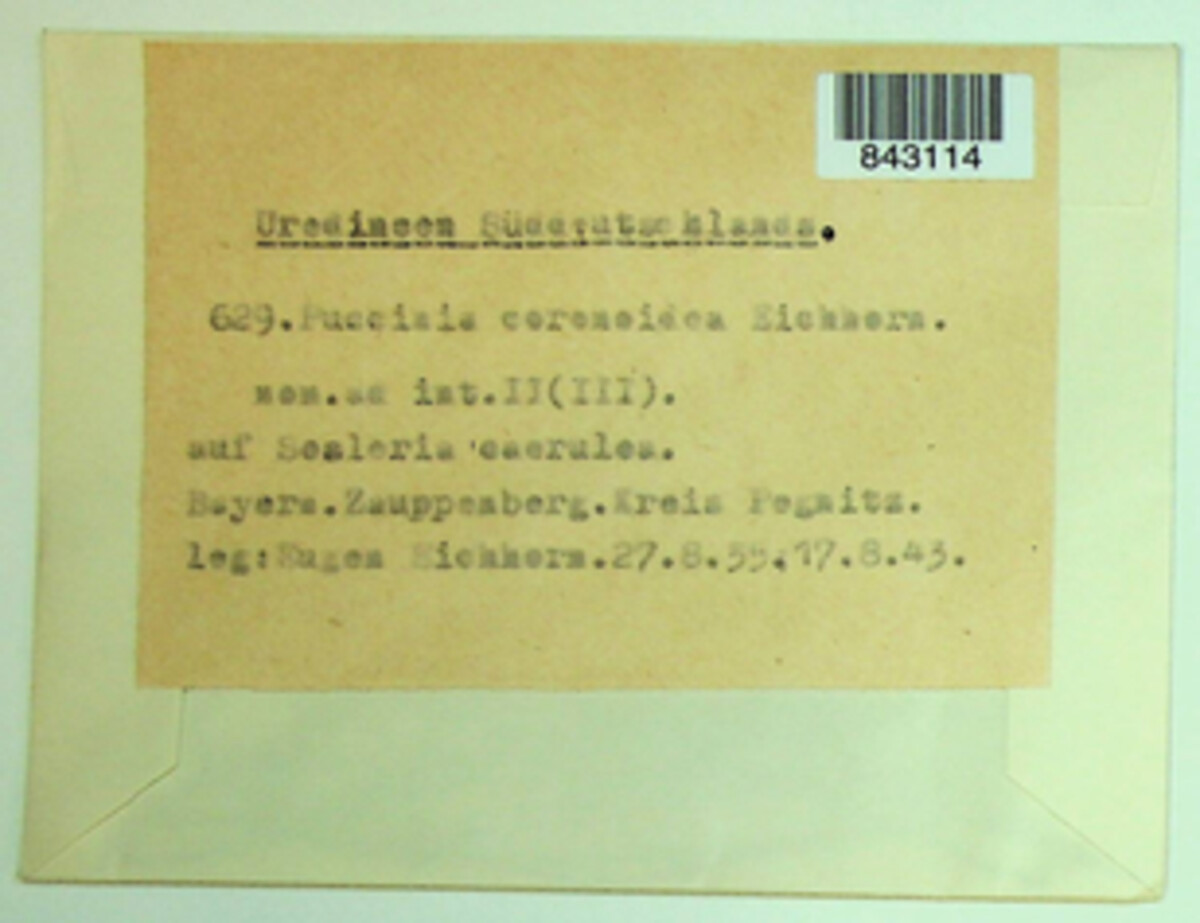 843114
Uredineen Süddeutschlands.
629.Puccinia coronoidea Eichhorn.
nom.ad int.II(III).
auf Sesleria caerulea.
Bayern.Zauppenberg.Kreis Pegnitz.
leg:Eugen Eichhorn.27.8.35;17.8.43.